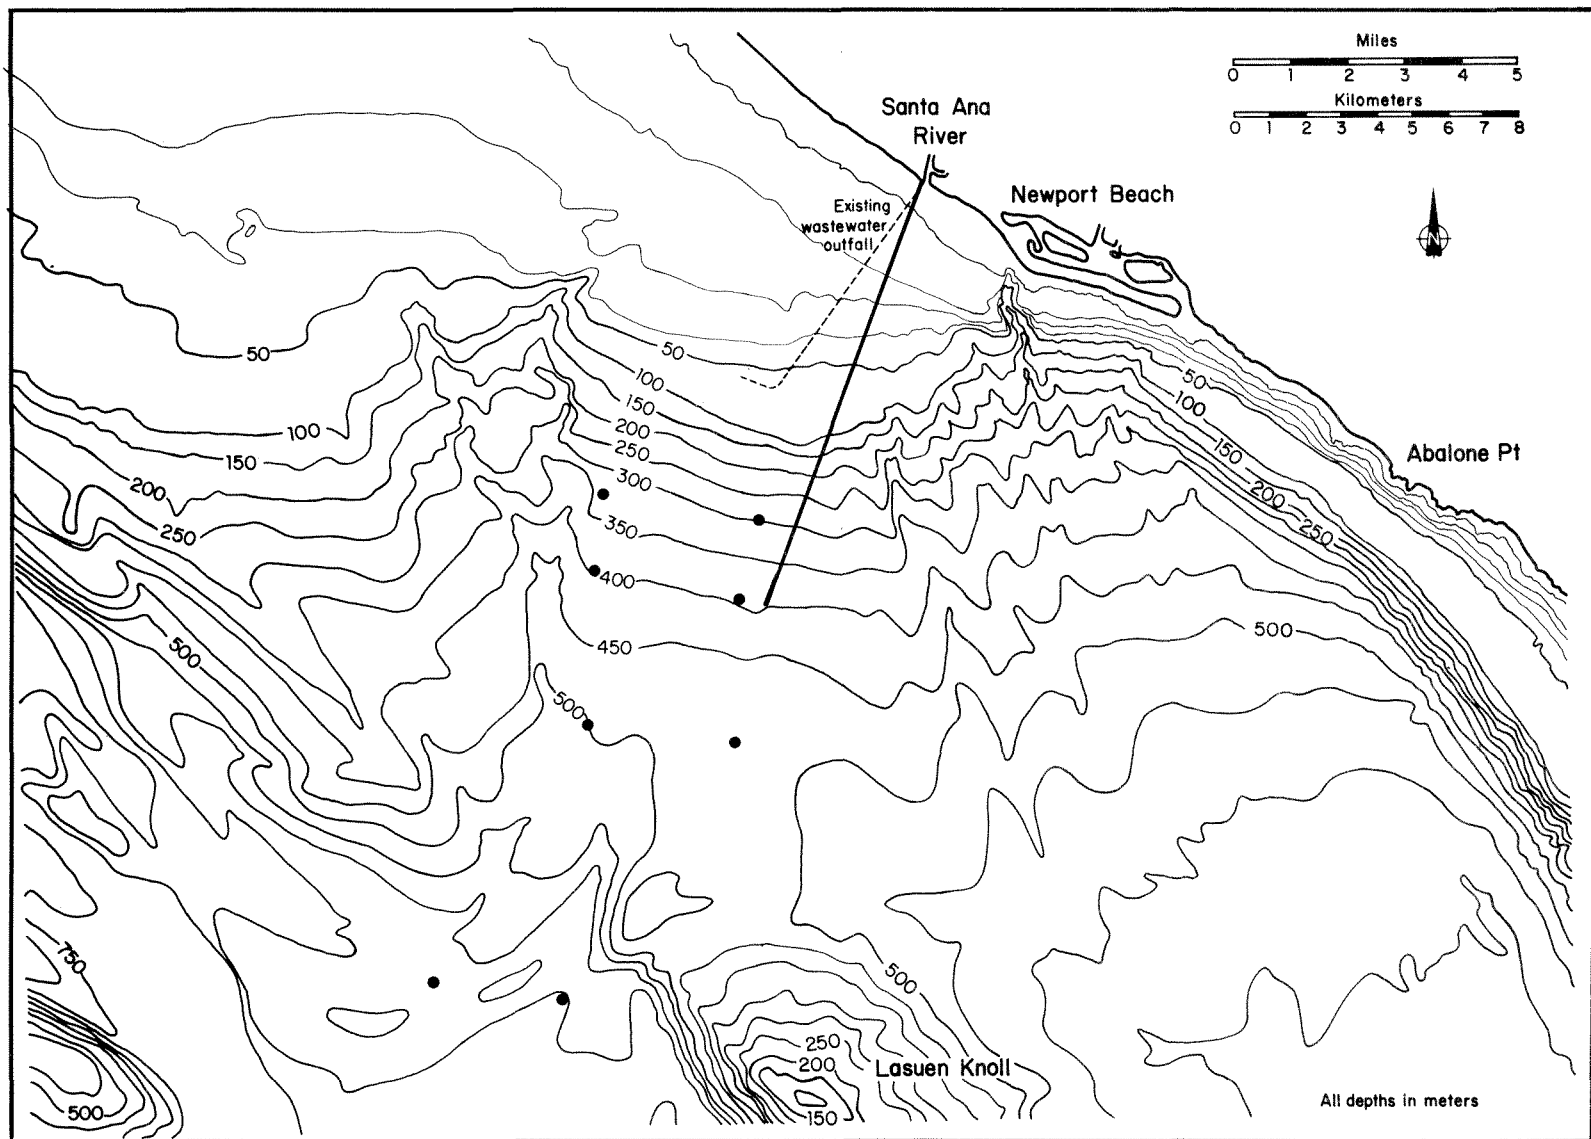 Miles
0 1 2 3 4 5
Kilometers
0 1 2 3 4 5 6 7 8
Santa Ana
River
Newport Beach
Existing
wastewater
outfall
N
50
50
50
100
100
100
150
150
150
200
200
200
250
250
250
300
350
400
450
500
500
500
Abalone Pt
750
500
500
250
200
150
Lasuen Knoll
All depths in meters